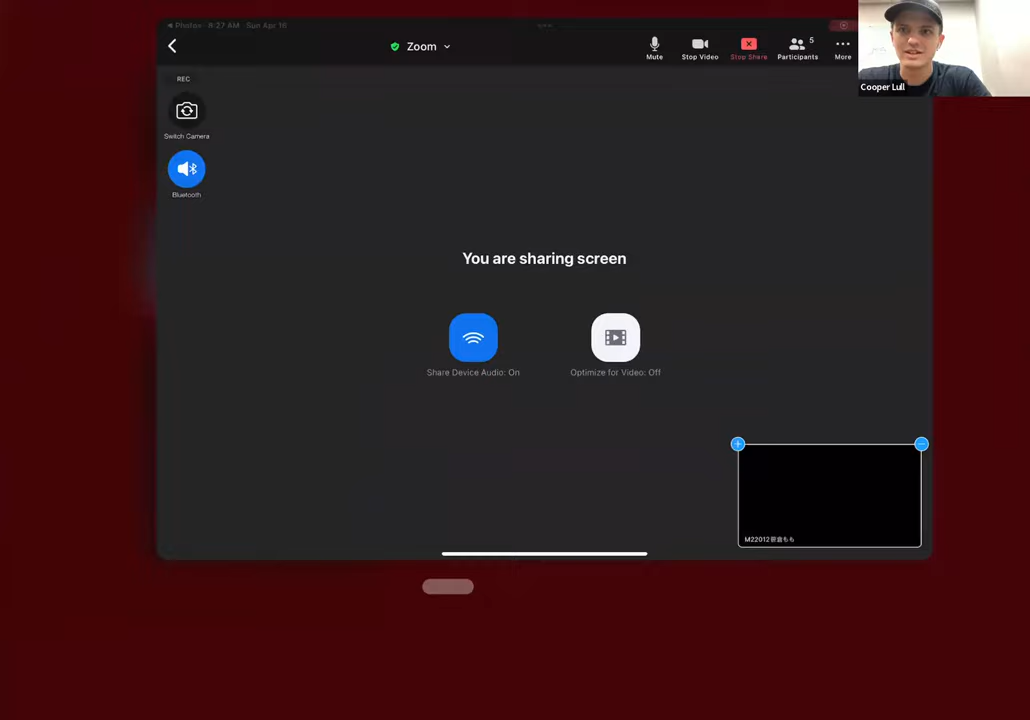 Photos 9:27 AM Sun Apr 16
Zoom
Mute
Stop Video
Stop Share
5
Participants
More
Cooper Lull
REC
Switch Camera
Bluetooth
You are sharing screen
Share Device Audio: On
Optimize for Video: Off
M22012